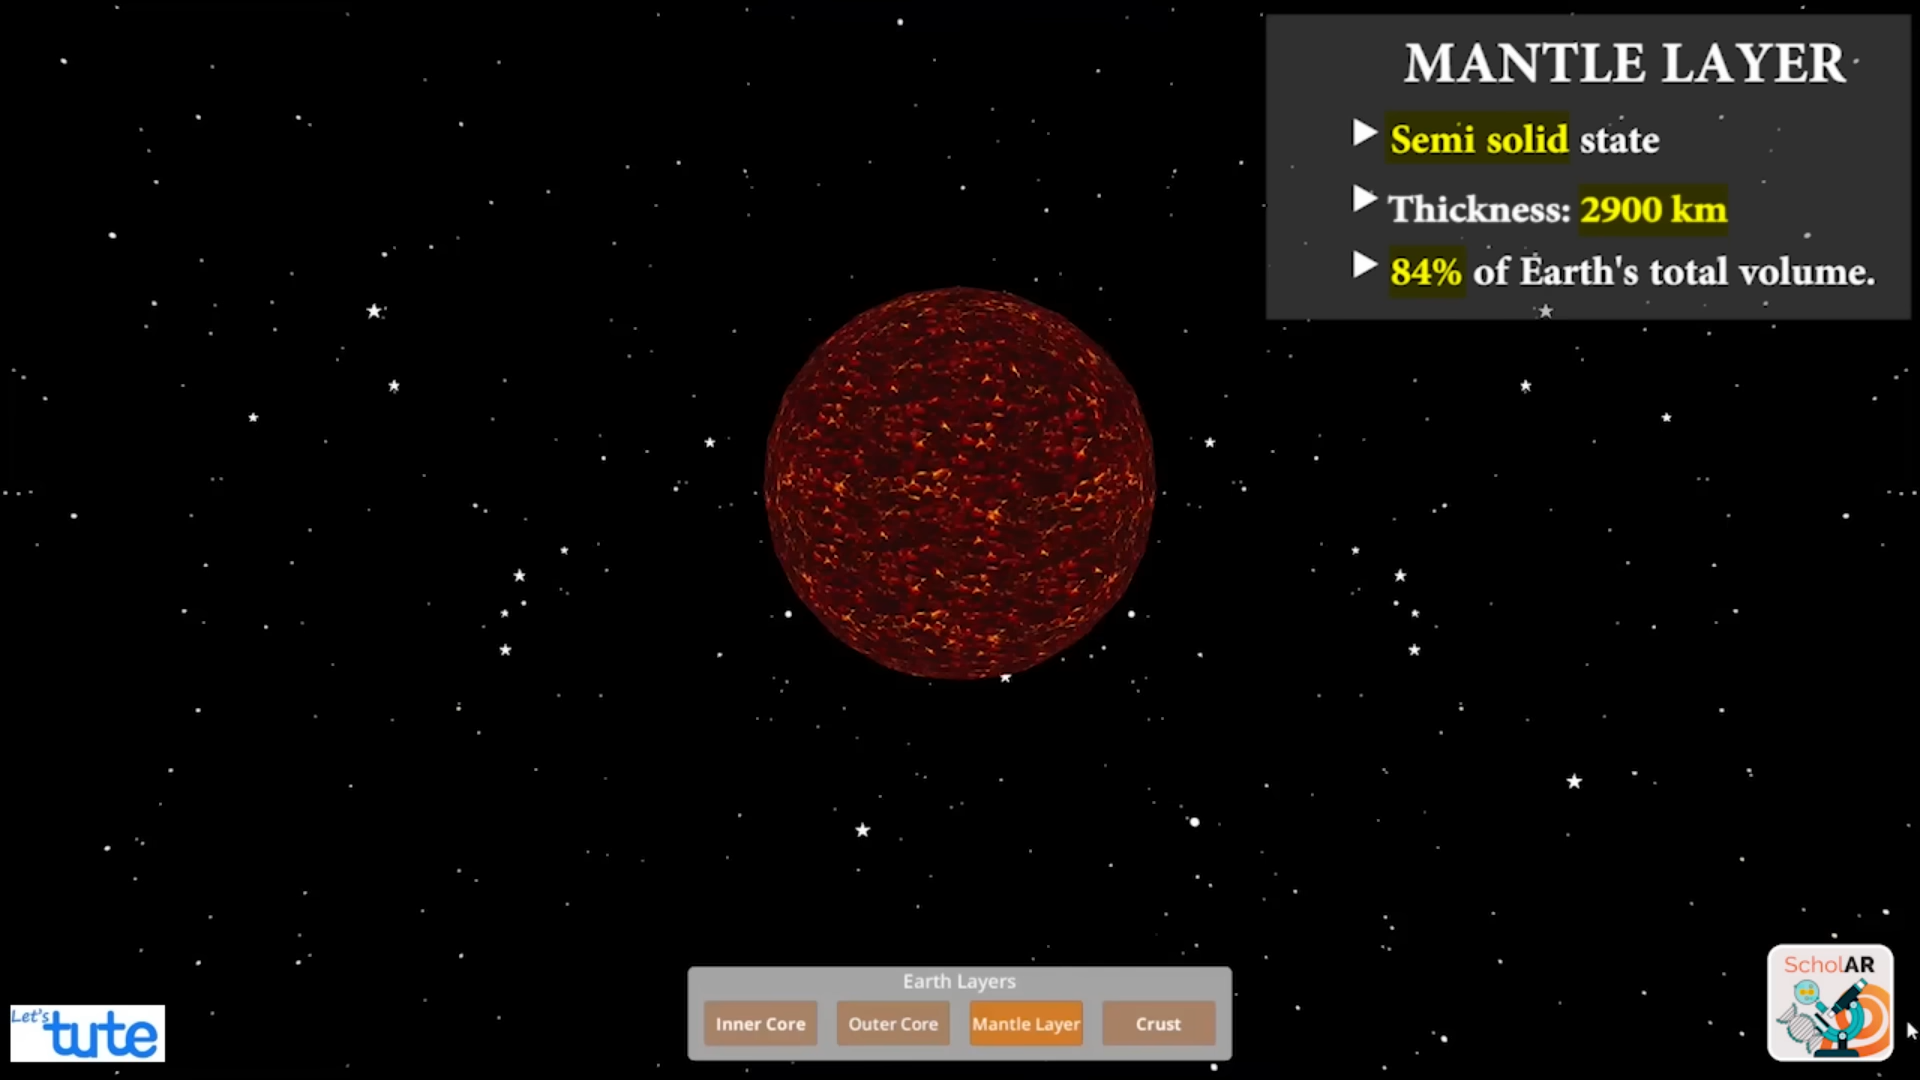 MANTLE LAYER
Semi solid state
Thickness: 2900 km
84% of Earth's total volume.
Earth Layers
Inner Core
Outer Core
Mantle Layer
Crust
Let's
tute
ScholAR